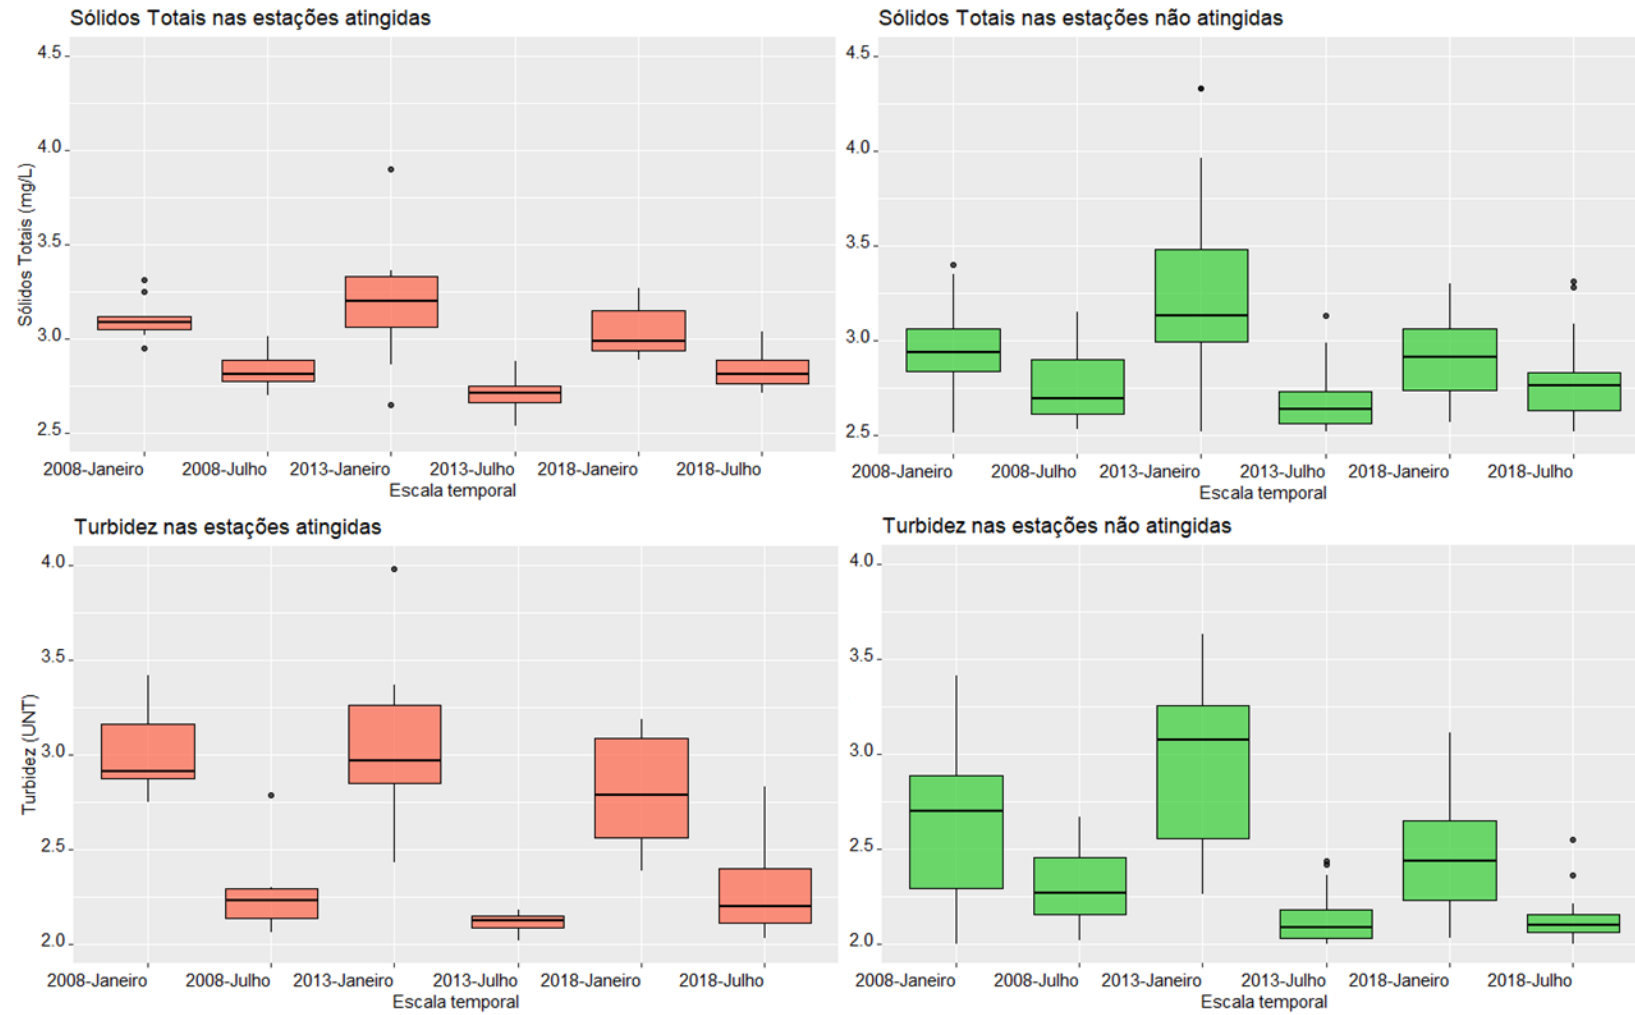 Sólidos Totais nas estações atingidas
Sólidos Totais (mg/L)
4.5
4.0
3.5
3.0
2.5
2008-Janeiro 2008-Julho 2013-Janeiro 2013-Julho 2018-Janeiro 2018-Julho
Escala temporal
Sólidos Totais nas estações não atingidas
4.5
4.0
3.5
3.0
2.5
2008-Janeiro 2008-Julho 2013-Janeiro 2013-Julho 2018-Janeiro 2018-Julho
Escala temporal
Turbidez nas estações atingidas
Turbidez (UNT)
4.0
3.5
3.0
2.5
2.0
2008-Janeiro 2008-Julho 2013-Janeiro 2013-Julho 2018-Janeiro 2018-Julho
Escala temporal
Turbidez nas estações não atingidas
4.0
3.5
3.0
2.5
2.0
2008-Janeiro 2008-Julho 2013-Janeiro 2013-Julho 2018-Janeiro 2018-Julho
Escala temporal